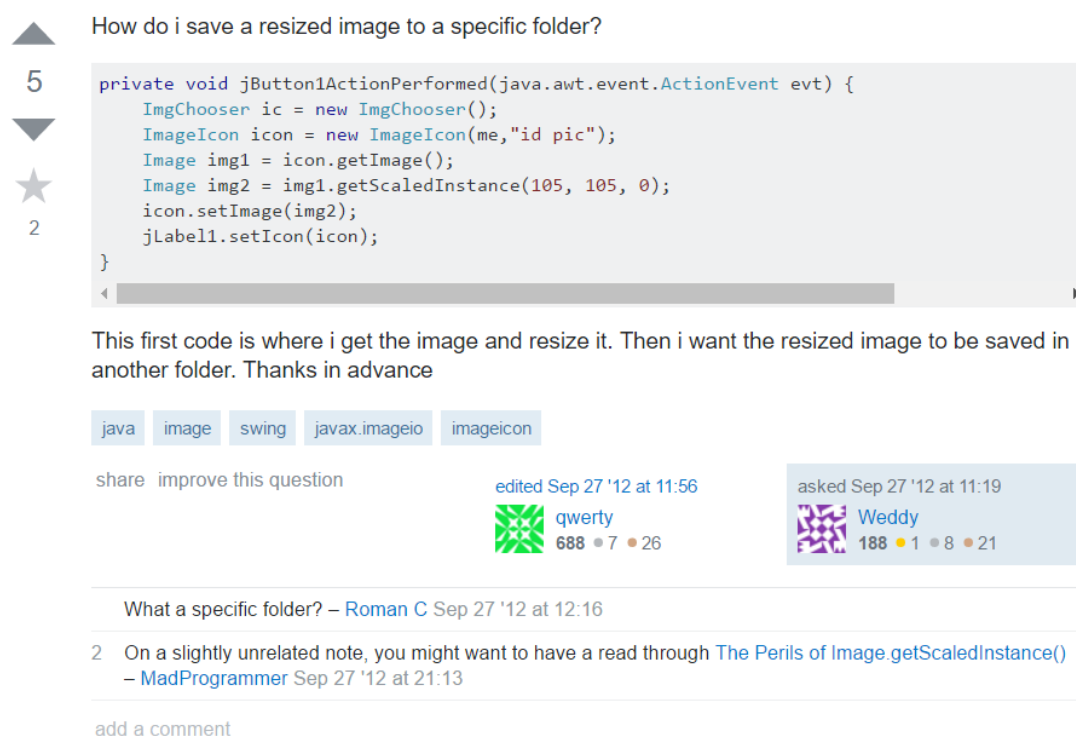 How do i save a resized image to a specific folder?
5
private void jButton1ActionPerformed(java.awt.event.ActionEvent evt) {
    ImgChooser ic = new ImgChooser();
    ImageIcon icon = new ImageIcon(me,"id pic");
    Image img1 = icon.getImage();
    Image img2 = img1.getScaledInstance(105, 105, 0);
    icon.setImage(img2);
    jLabel1.setIcon(icon);
}
2
This first code is where i get the image and resize it. Then i want the resized image to be saved in
another folder. Thanks in advance
java image swing javax.imageio imageicon
share improve this question
edited Sep 27 '12 at 11:56
qwerty
688 7 26
asked Sep 27 '12 at 11:19
Weddy
188 1 8 21
What a specific folder? – Roman C Sep 27 '12 at 12:16
2 On a slightly unrelated note, you might want to have a read through The Perils of Image.getScaledInstance()
– MadProgrammer Sep 27 '12 at 21:13
add a comment